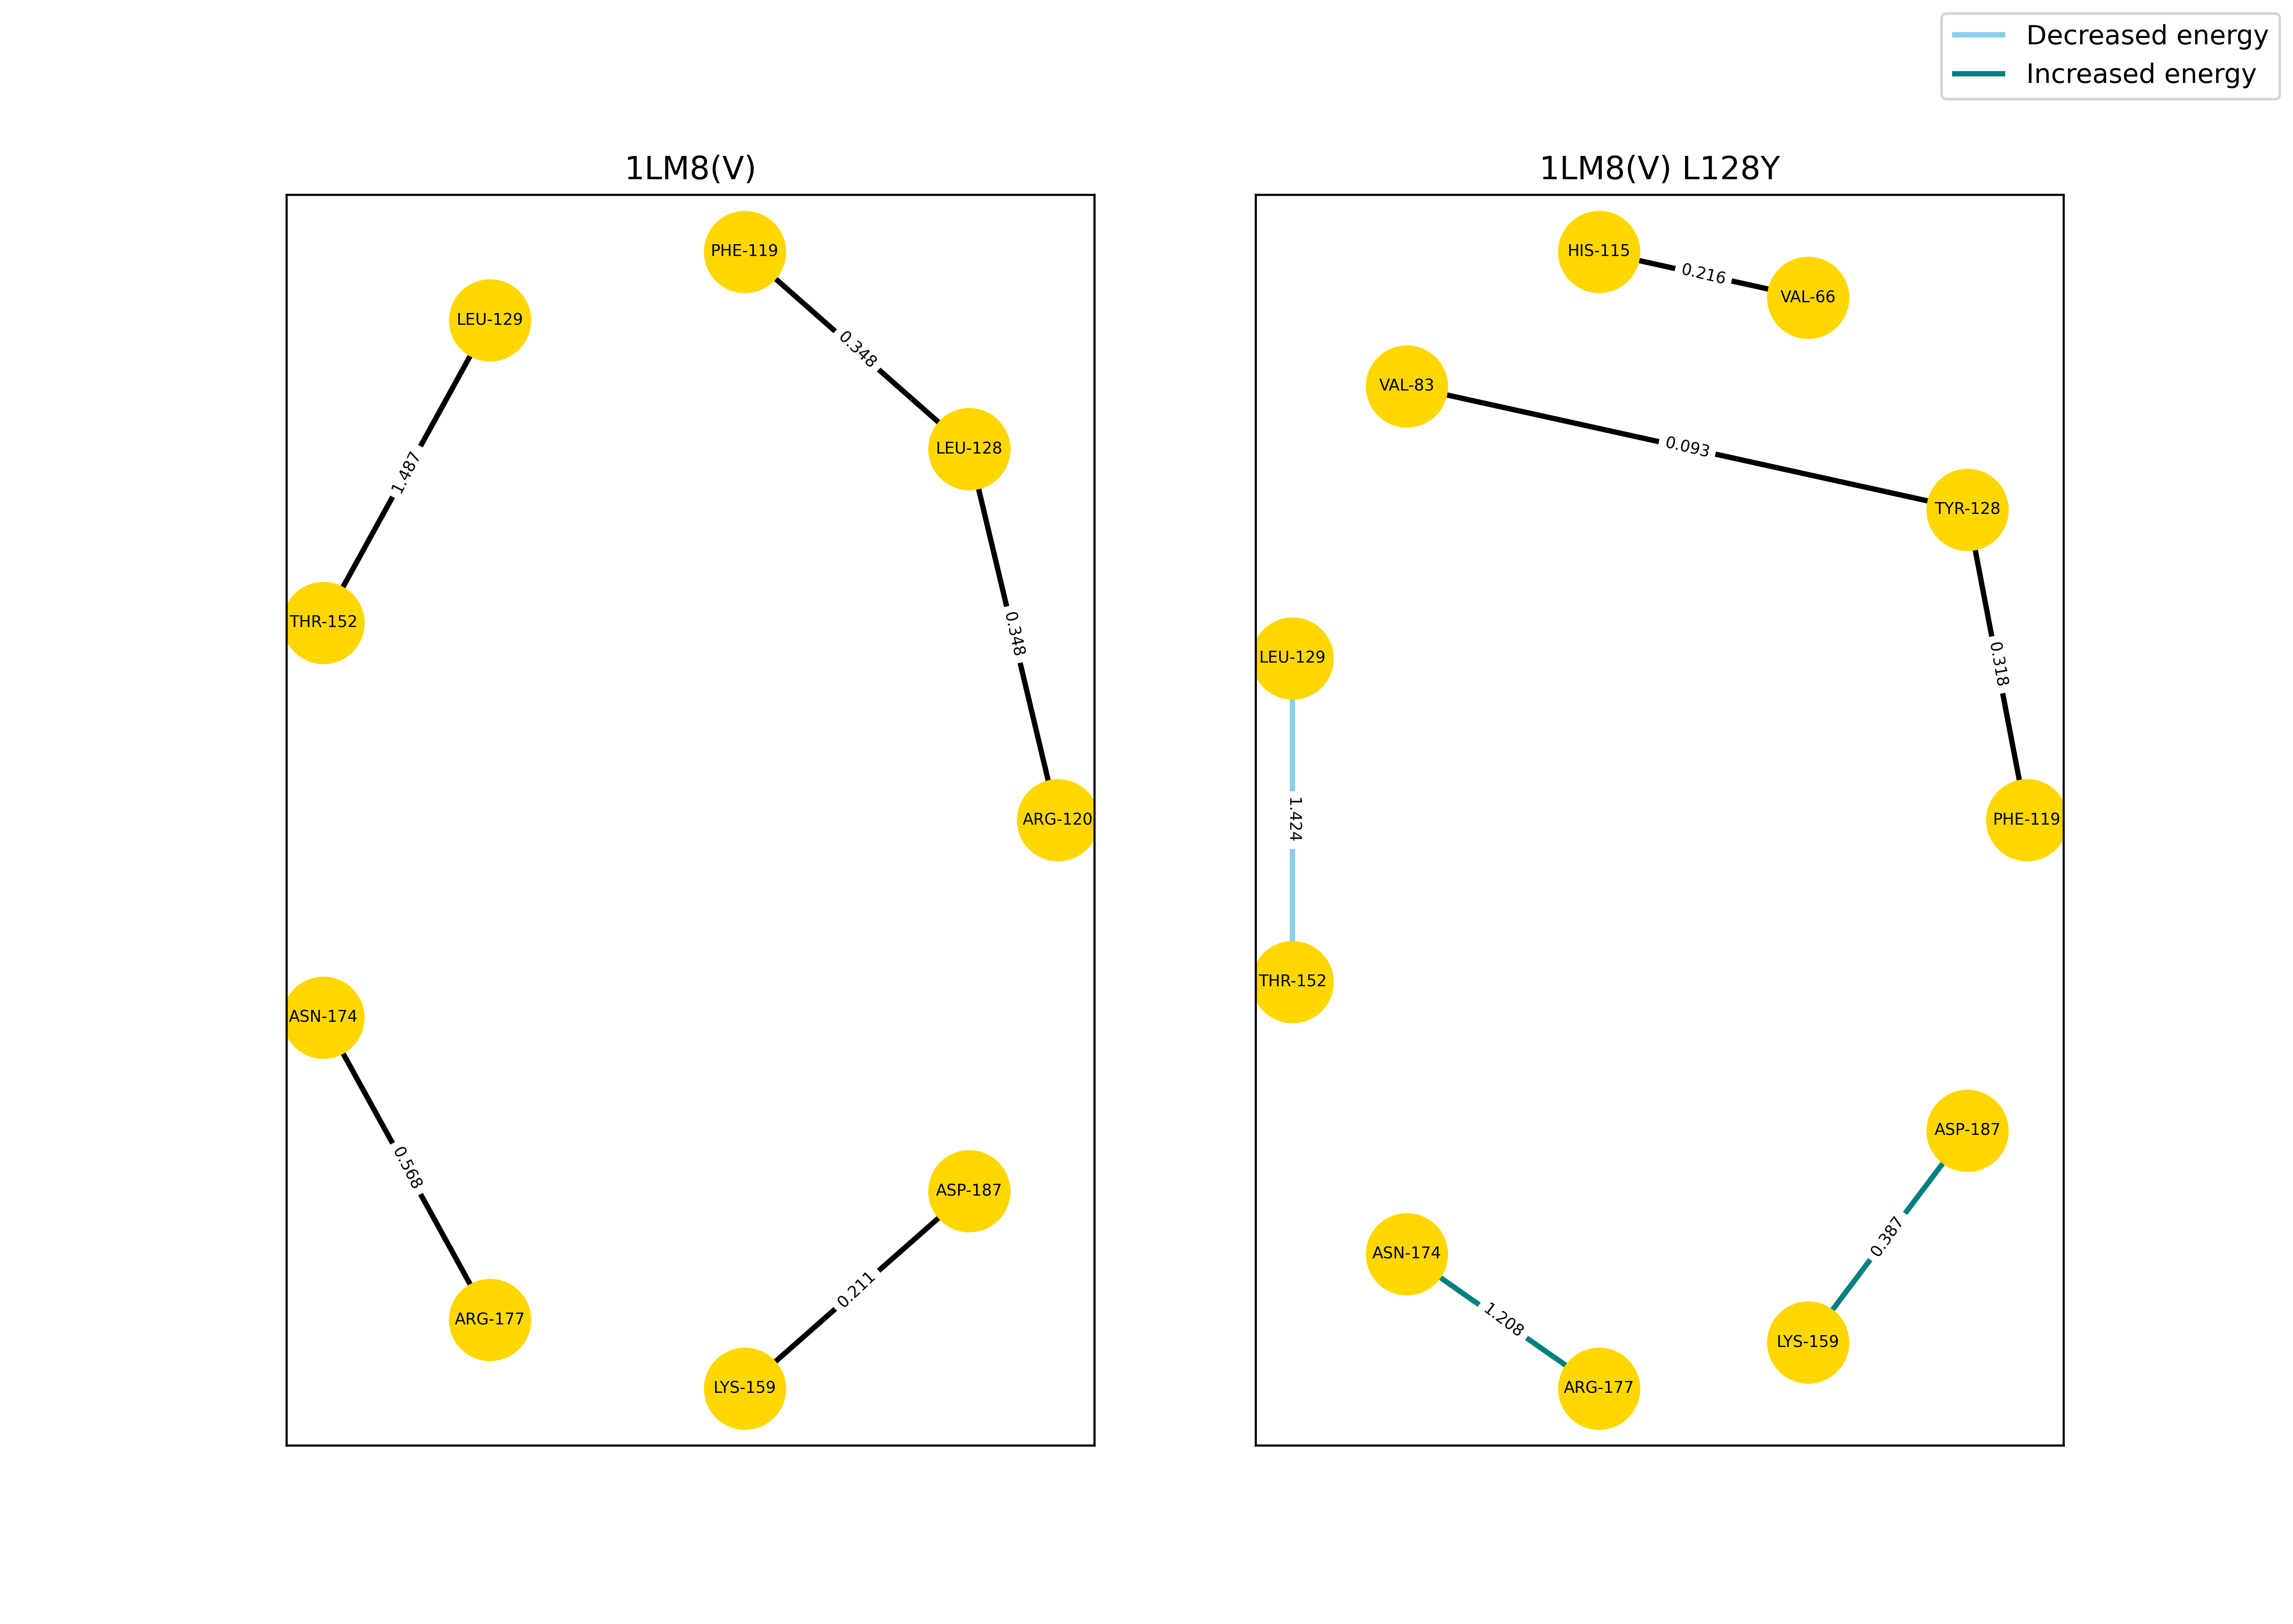 Decreased energy
Increased energy
1LM8(V)
PHE-119
LEU-129
0.348
LEU-128
1.487
THR-152
0.348
ARG-120
ASN-174
0.568
ASP-187
0.211
ARG-177
LYS-159
1LM8(V) L128Y
HIS-115
0.216
VAL-66
VAL-83
0.093
TYR-128
LEU-129
0.318
1.424
PHE-119
THR-152
ASP-187
0.387
ASN-174
1.208
LYS-159
ARG-177